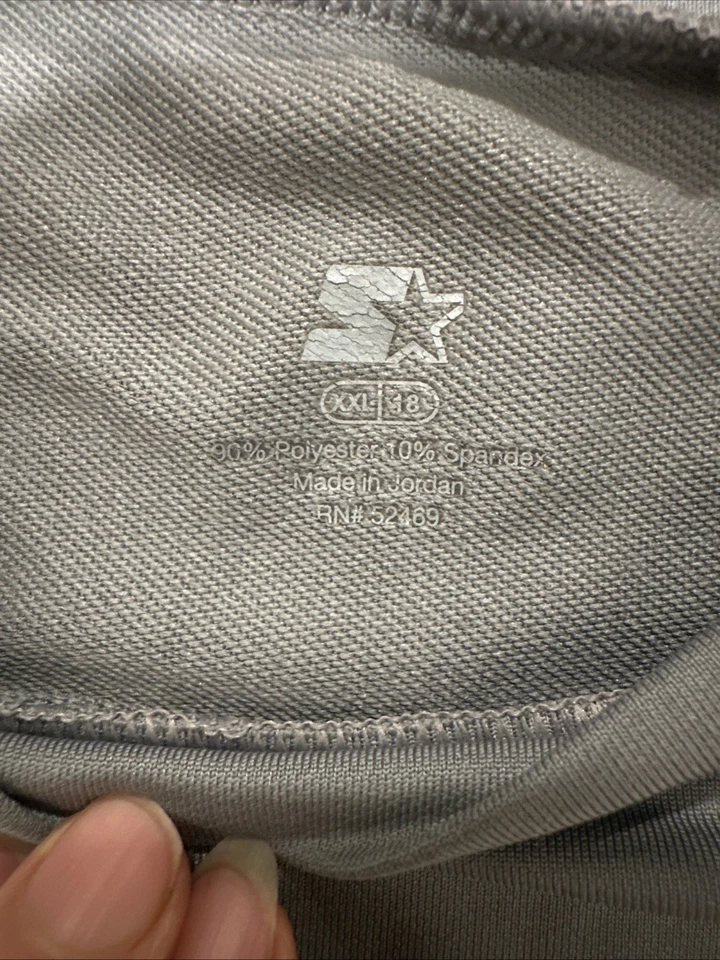 XXL 18
90% Polyester 10% Spandex
Made in Jordan
RN# 52469